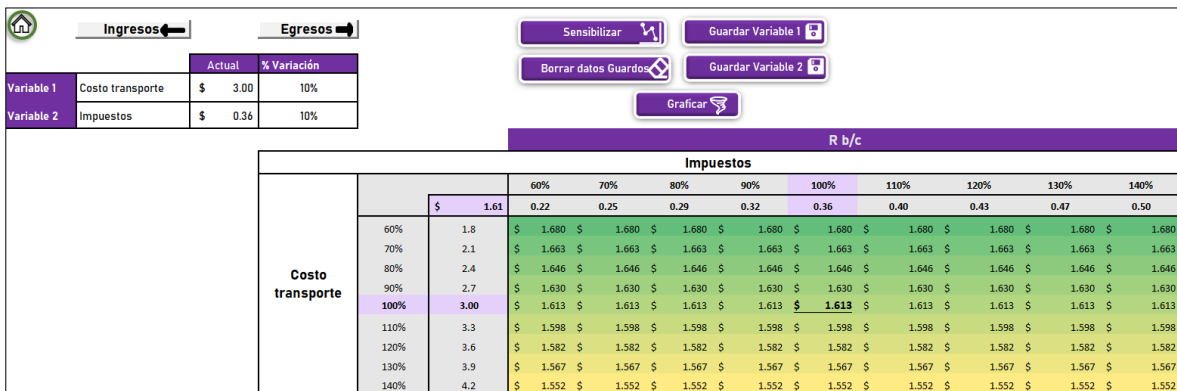 Ingresos Egresos Sensibilizar Guardar Variable 1
Actual % Variación Borrar datos Guardos Guardar Variable 2
Variable 1 Costo transporte $ 3.00 10%
Variable 2 Impuestos $ 0.36 10%
Graficar
R b/c
Impuestos
60% 70% 80% 90% 100% 110% 120% 130% 140%
$ 1.61 0.22 0.25 0.29 0.32 0.36 0.40 0.43 0.47 0.50
Costo transporte
60% 1.8 $ 1.680 $ 1.680 $ 1.680 $ 1.680 $ 1.680 $ 1.680 $ 1.680 $ 1.680 $ 1.680
70% 2.1 $ 1.663 $ 1.663 $ 1.663 $ 1.663 $ 1.663 $ 1.663 $ 1.663 $ 1.663 $ 1.663
80% 2.4 $ 1.646 $ 1.646 $ 1.646 $ 1.646 $ 1.646 $ 1.646 $ 1.646 $ 1.646 $ 1.646
90% 2.7 $ 1.630 $ 1.630 $ 1.630 $ 1.630 $ 1.630 $ 1.630 $ 1.630 $ 1.630 $ 1.630
100% 3.00 $ 1.613 $ 1.613 $ 1.613 $ 1.613 $ 1.613 $ 1.613 $ 1.613 $ 1.613 $ 1.613
110% 3.3 $ 1.598 $ 1.598 $ 1.598 $ 1.598 $ 1.598 $ 1.598 $ 1.598 $ 1.598 $ 1.598
120% 3.6 $ 1.582 $ 1.582 $ 1.582 $ 1.582 $ 1.582 $ 1.582 $ 1.582 $ 1.582 $ 1.582
130% 3.9 $ 1.567 $ 1.567 $ 1.567 $ 1.567 $ 1.567 $ 1.567 $ 1.567 $ 1.567 $ 1.567
140% 4.2 $ 1.552 $ 1.552 $ 1.552 $ 1.552 $ 1.552 $ 1.552 $ 1.552 $ 1.552 $ 1.552